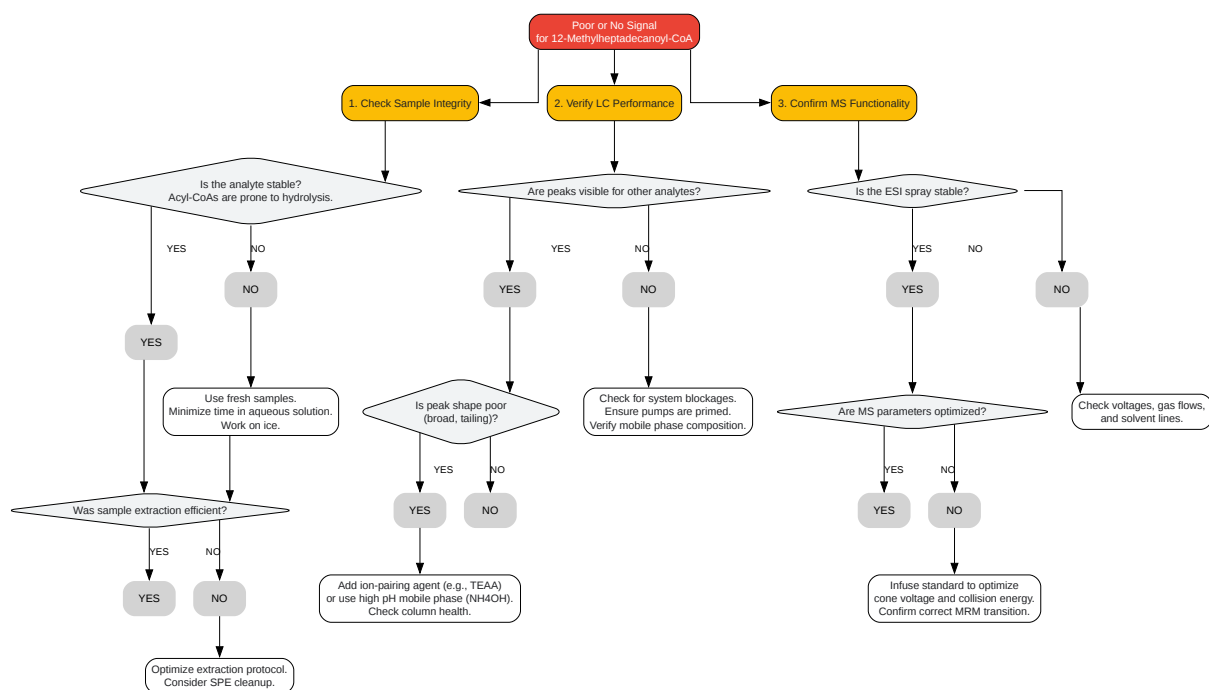 Poor or No Signal
for 12-Methylheptadecanoyl-CoA
1. Check Sample Integrity
2. Verify LC Performance
3. Confirm MS Functionality
Is the analyte stable?
Acyl-CoAs are prone to hydrolysis.
Are peaks visible for other analytes?
Is the ESI spray stable?
YES
NO
YES
NO
YES
NO
NO
YES
NO
YES
NO
YES
Use fresh samples.
Minimize time in aqueous solution.
Work on ice.
Is peak shape poor
(broad, tailing)?
Check for system blockages.
Ensure pumps are primed.
Verify mobile phase composition.
Are MS parameters optimized?
Check voltages, gas flows,
and solvent lines.
YES
NO
YES
NO
Was sample extraction efficient?
YES
NO
YES
NO
YES
NO
YES
NO
Add ion-pairing agent (e.g., TEAA)
or use high pH mobile phase (NH4OH).
Check column health.
Infuse standard to optimize
cone voltage and collision energy.
Confirm correct MRM transition.
Optimize extraction protocol.
Consider SPE cleanup.